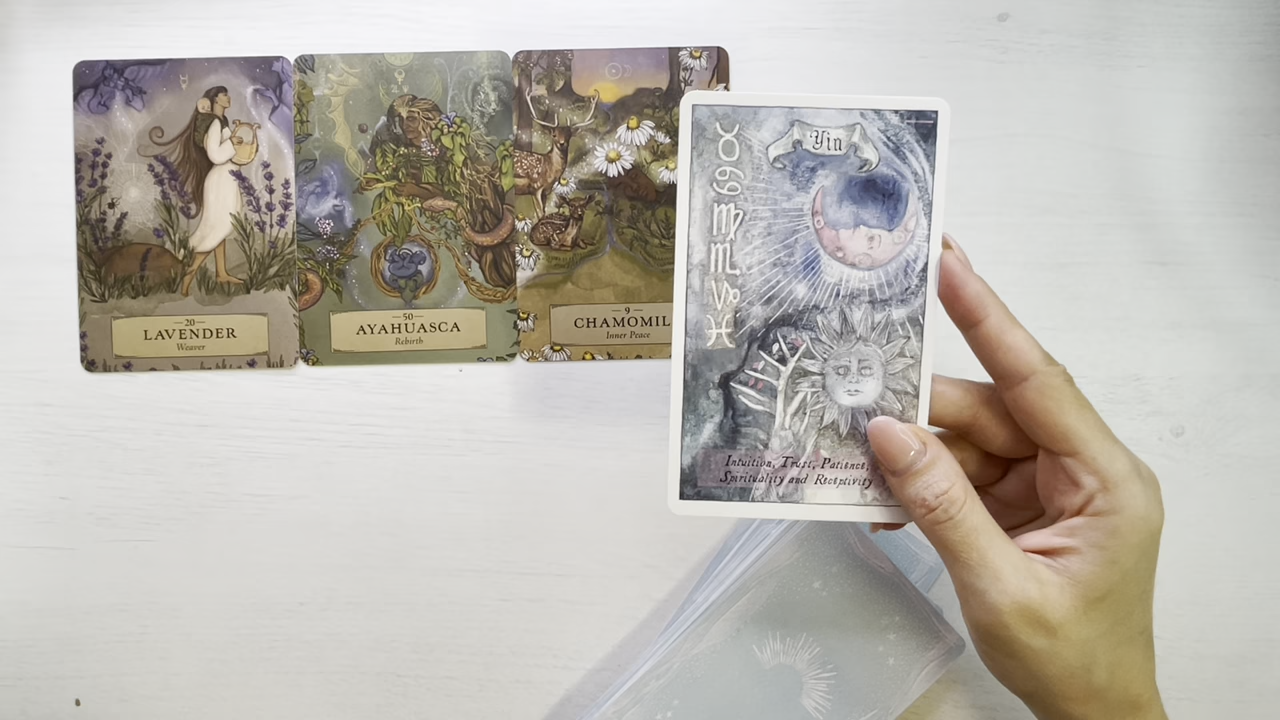 20
LAVENDER
Weaver
50
AYAHUASCA
Rebirth
9
CHAMOMIL
Inner Peace
Yin
♉
♋
♍
♏
♑
♓
Intuition, Trust, Patience,
Spirituality and Receptivity